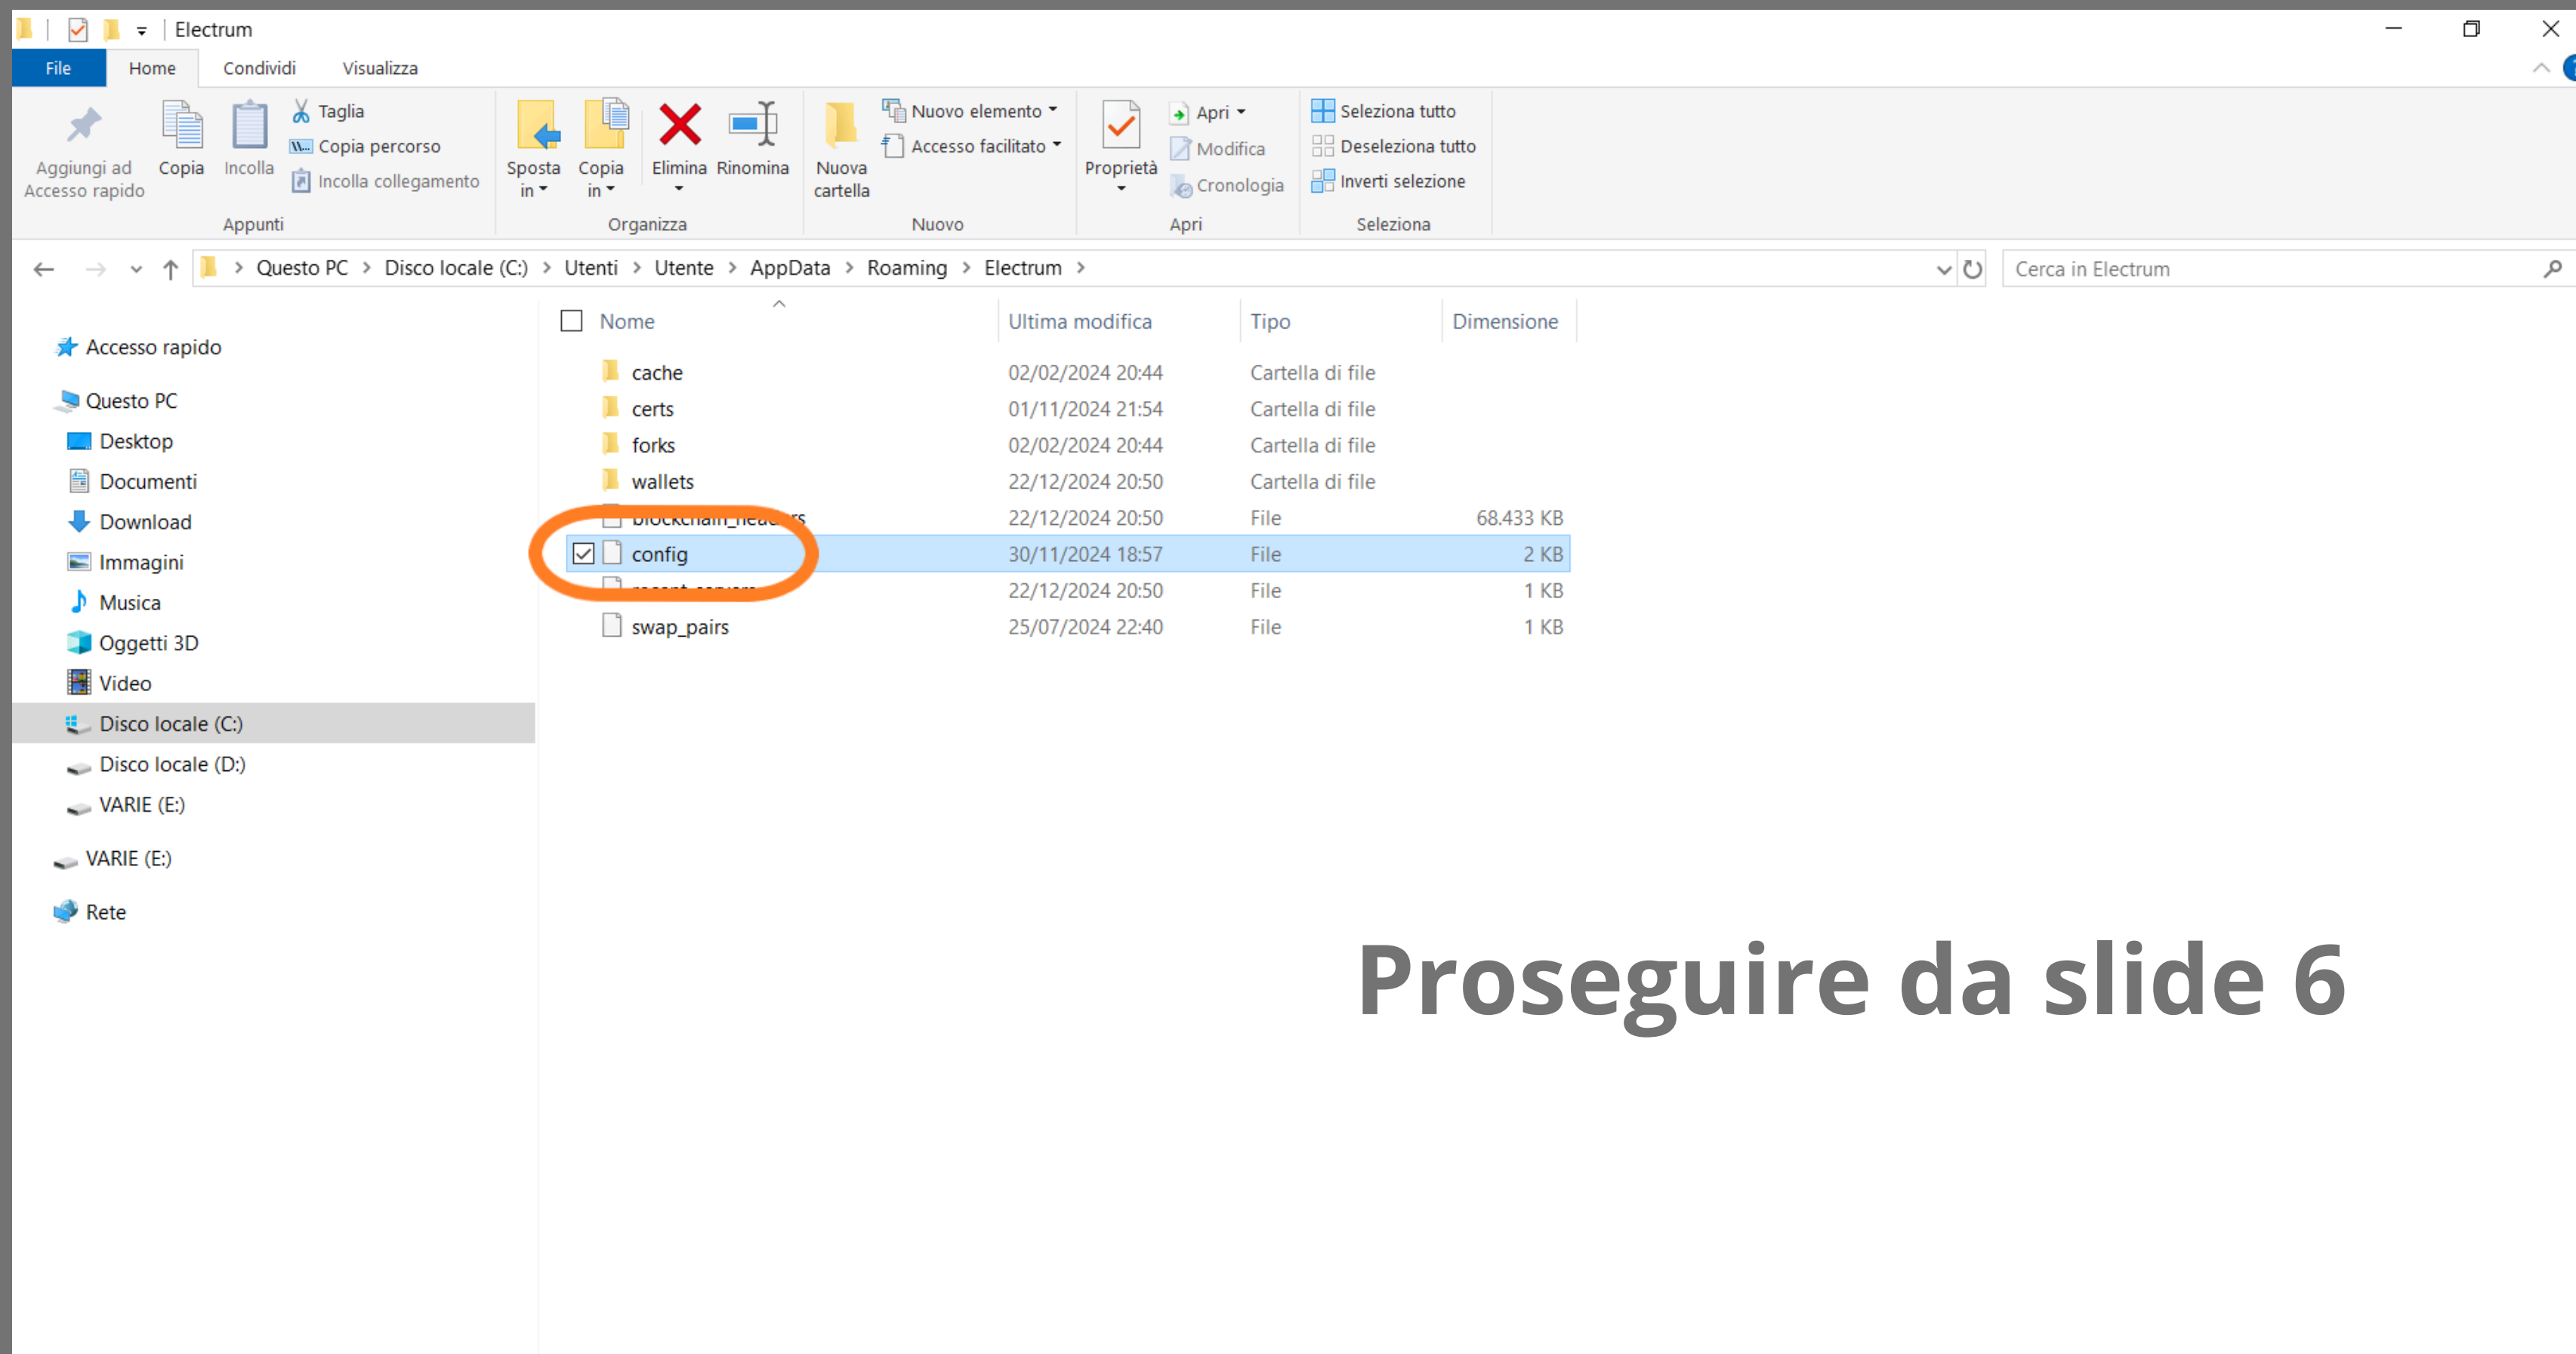 Electrum
File Home Condividi Visualizza
Aggiungi ad Accesso rapido
Copia
Incolla
Taglia
Copia percorso
Incolla collegamento
Appunti
Sposta in
Copia in
Elimina
Rinomina
Organizza
Nuova cartella
Nuovo elemento
Accesso facilitato
Nuovo
Proprietà
Apri
Modifica
Cronologia
Apri
Seleziona tutto
Deseleziona tutto
Inverti selezione
Seleziona
Questo PC > Disco locale (C:) > Utenti > Utente > AppData > Roaming > Electrum >
Cerca in Electrum
Accesso rapido
Questo PC
Desktop
Documenti
Download
Immagini
Musica
Oggetti 3D
Video
Disco locale (C:)
Disco locale (D:)
VARIE (E:)
VARIE (E:)
Rete
Nome Ultima modifica Tipo Dimensione
cache 02/02/2024 20:44 Cartella di file
certs 01/11/2024 21:54 Cartella di file
forks 02/02/2024 20:44 Cartella di file
wallets 22/12/2024 20:50 Cartella di file
blockchain_headers 22/12/2024 20:50 File 68.433 KB
config 30/11/2024 18:57 File 2 KB
recent_servers 22/12/2024 20:50 File 1 KB
swap_pairs 25/07/2024 22:40 File 1 KB
Proseguire da slide 6